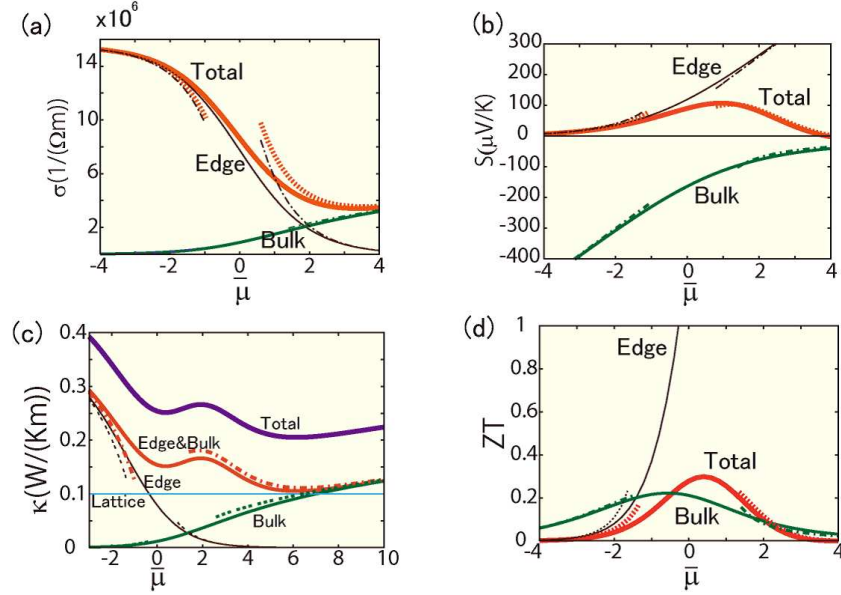 (a)
x10⁶
σ(1/(Ωm))
14
10
6
2
Total
Edge
Bulk
-4 -2 0 2 4
μ̄
(b)
S(μV/K)
300
200
100
0
-100
-200
-300
-400
Edge
Total
Bulk
-4 -2 0 2 4
μ̄
(c)
κ(W/(Km))
0.4
0.3
0.2
0.1
0
Total
Edge&Bulk
Edge
Lattice
Bulk
-2 0 2 4 6 8 10
μ̄
(d)
ZT
1
0.8
0.6
0.4
0.2
0
Edge
Total
Bulk
-4 -2 0 2 4
μ̄